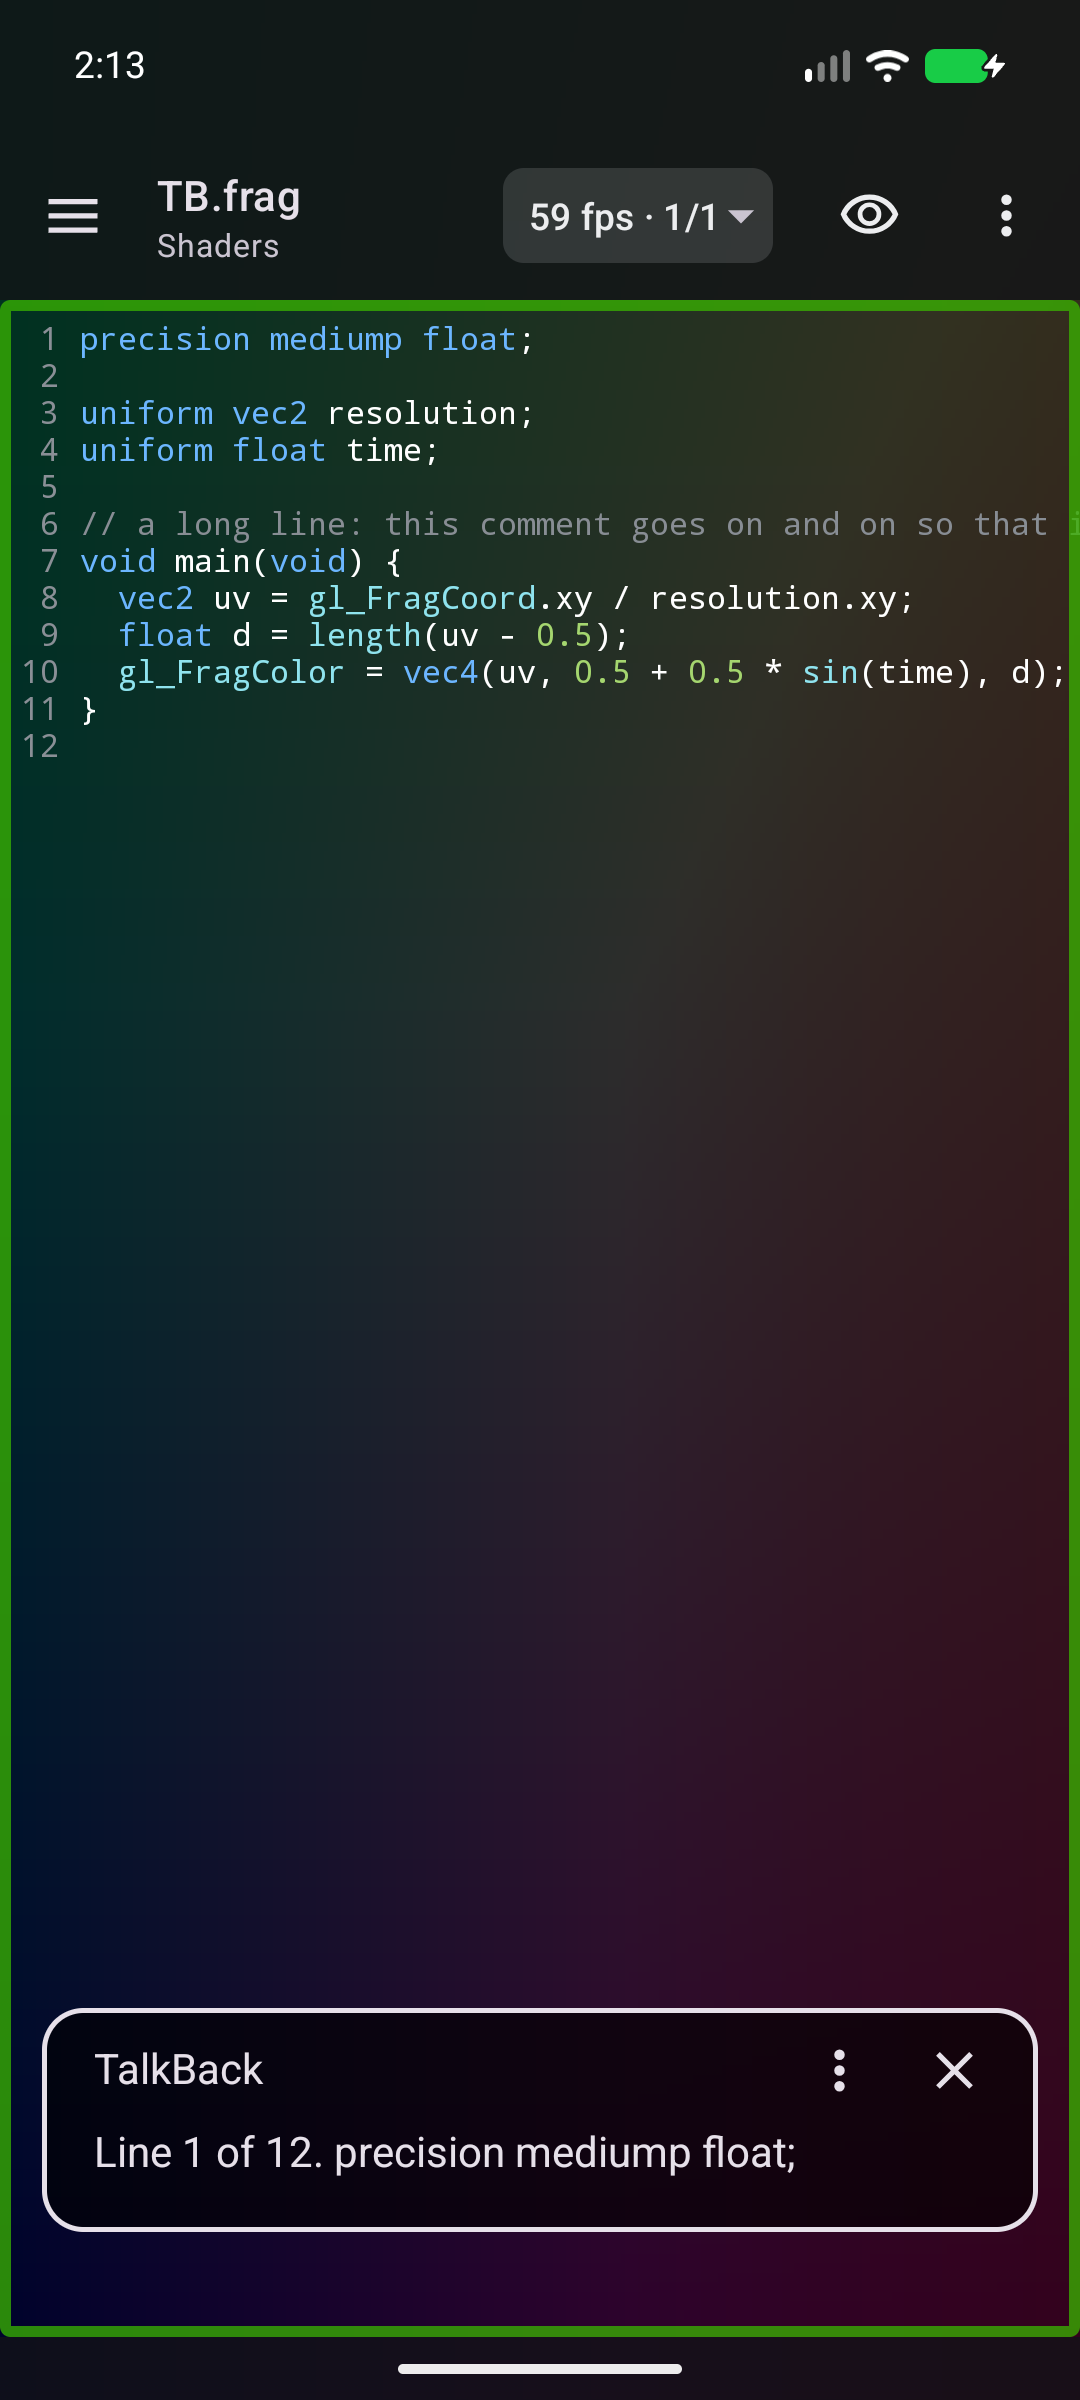 2:13
TB.frag
Shaders
59 fps · 1/1
1 precision mediump float;
2
3 uniform vec2 resolution;
4 uniform float time;
5
6 // a long line: this comment goes on and on so that i
7 void main(void) {
8   vec2 uv = gl_FragCoord.xy / resolution.xy;
9   float d = length(uv - 0.5);
10   gl_FragColor = vec4(uv, 0.5 + 0.5 * sin(time), d);
11 }
12
TalkBack
Line 1 of 12. precision mediump float;